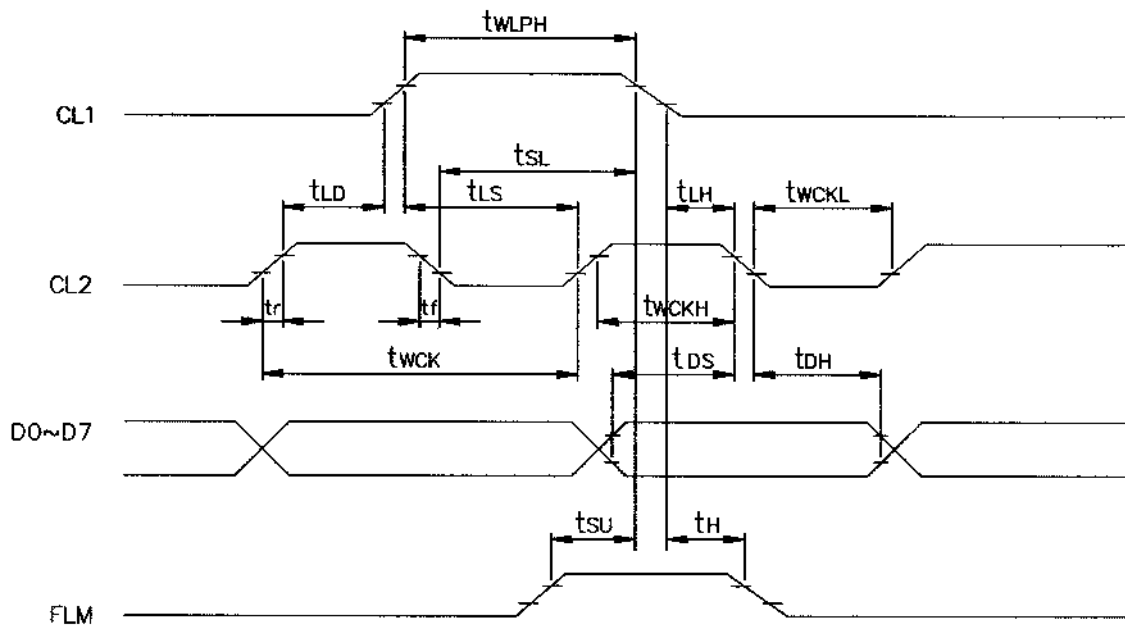 tWLPH
CL1
tSL
tLD tLS tLH tWCKL
CL2
tr tf tWCKH
tWCK tDS tDH
D0~D7
tSU tH
FLM